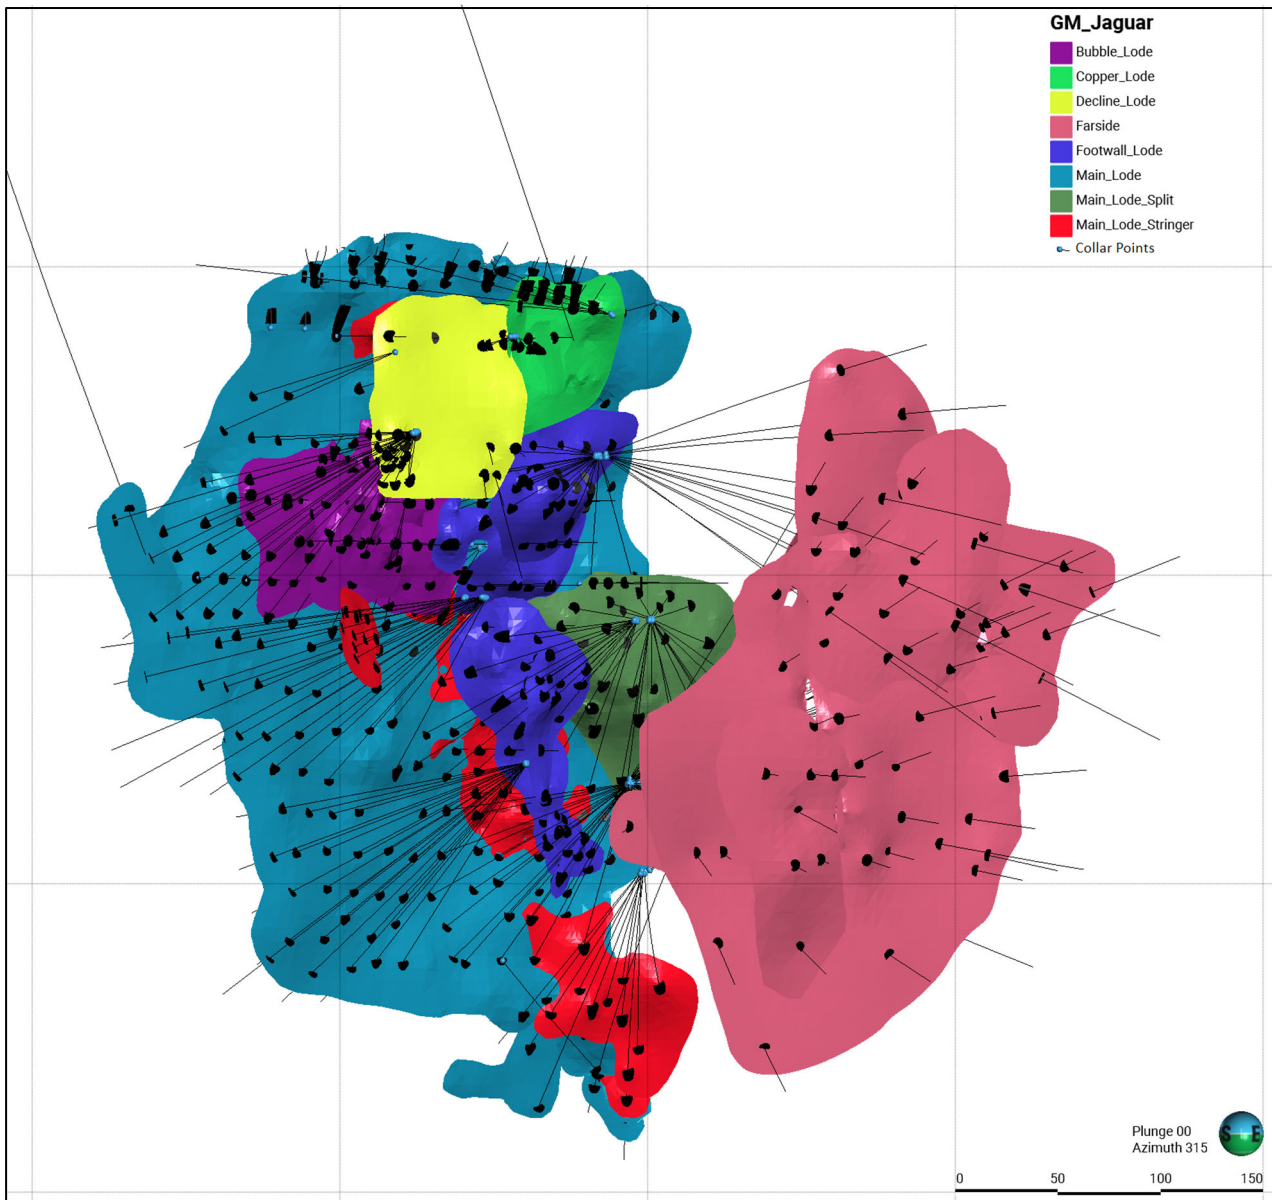 GM_Jaguar
Bubble_Lode
Copper_Lode
Decline_Lode
Farside
Footwall_Lode
Main_Lode
Main_Lode_Split
Main_Lode_Stringer
Collar Points
Plunge 00
Azimuth 315
S E
0 50 100 150